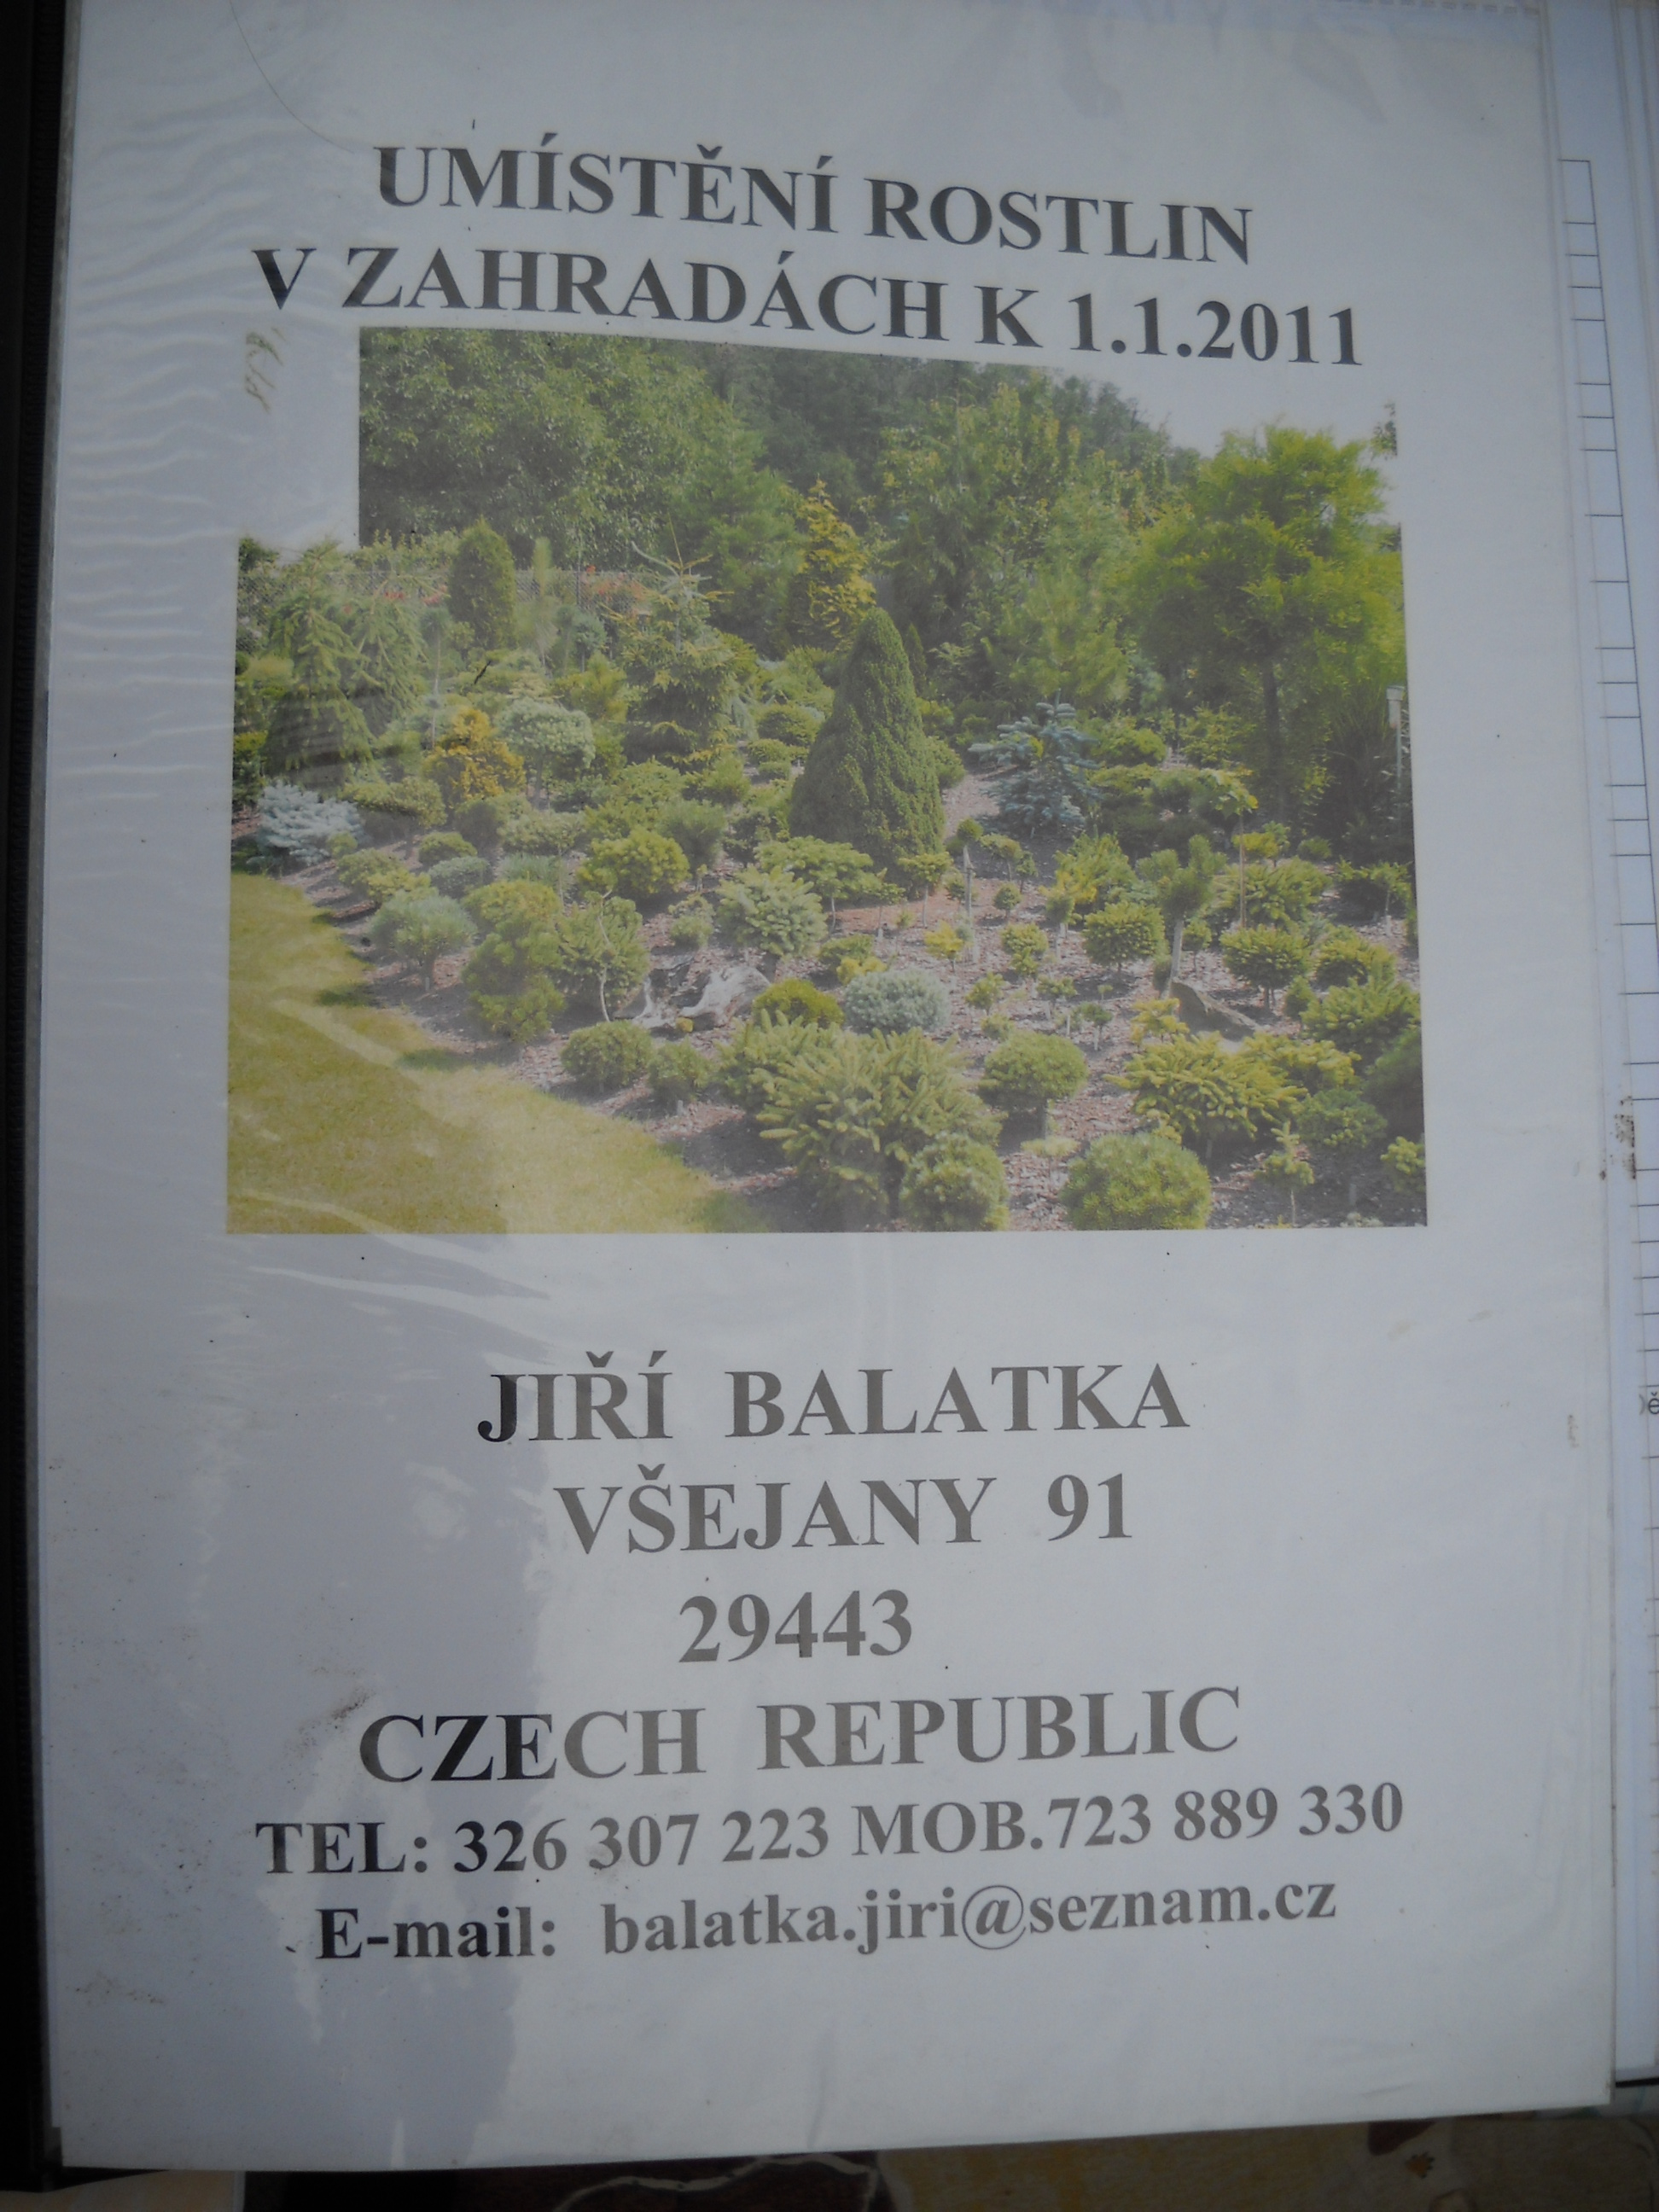 UMÍSTĚNÍ ROSTLIN
V ZAHRADÁCH K 1.1.2011
JIŘÍ BALATKA
VŠEJANY 91
29443
CZECH REPUBLIC
TEL: 326 307 223 MOB.723 889 330
E-mail: balatka.jiri@seznam.cz